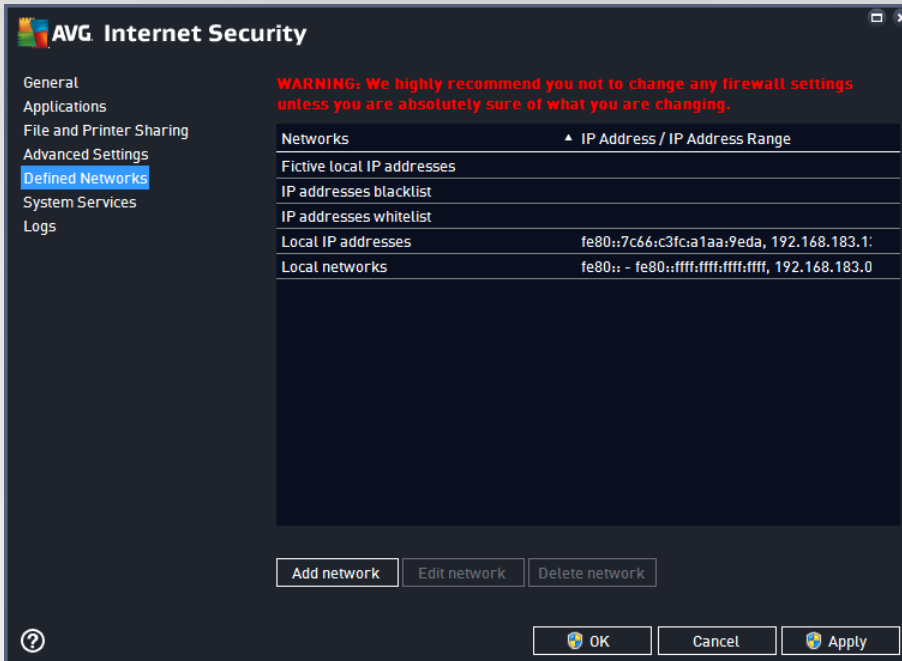 AVG Internet Security
General
Applications
File and Printer Sharing
Advanced Settings
Defined Networks
System Services
Logs
WARNING: We highly recommend you not to change any firewall settings
unless you are absolutely sure of what you are changing.
Networks IP Address / IP Address Range
Fictive local IP addresses
IP addresses blacklist
IP addresses whitelist
Local IP addresses fe80::7c66:c3fc:a1aa:9eda, 192.168.183.1
Local networks fe80:: - fe80::ffff:ffff:ffff:ffff, 192.168.183.0
Add network Edit network Delete network
OK Cancel Apply